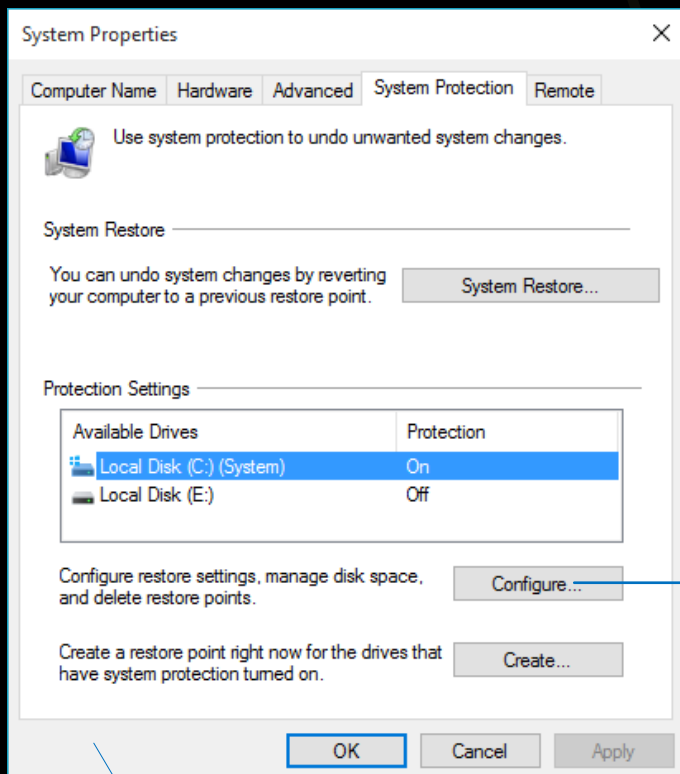 System Properties
Computer Name Hardware Advanced System Protection Remote
Use system protection to undo unwanted system changes.
System Restore
You can undo system changes by reverting
your computer to a previous restore point.
System Restore...
Protection Settings
Available Drives Protection
Local Disk (C:) (System) On
Local Disk (E:) Off
Configure restore settings, manage disk space,
and delete restore points.
Configure...
Create a restore point right now for the drives that
have system protection turned on.
Create...
OK Cancel Apply